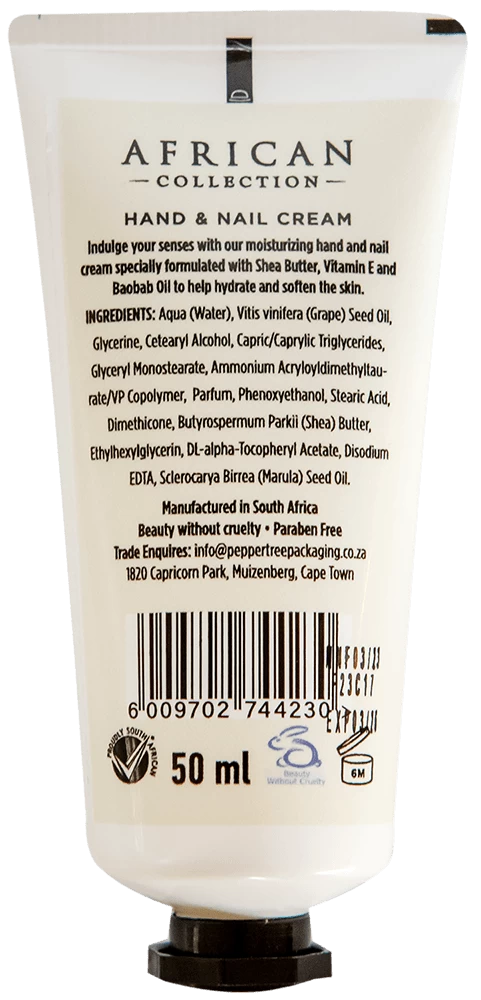 AFRICAN
COLLECTION
HAND & NAIL CREAM
Indulge your senses with our moisturizing hand and nail
cream specially formulated with Shea Butter, Vitamin E and
Baobab Oil to help hydrate and soften the skin.
INGREDIENTS: Aqua (Water), Vitis vinifera (Grape) Seed Oil,
Glycerine, Cetearyl Alcohol, Capric/Caprylic Triglycerides,
Glyceryl Monostearate, Ammonium Acryloyldimethyltau-
rate/VP Copolymer, Parfum, Phenoxyethanol, Stearic Acid,
Dimethicone, Butyrospermum Parkii (Shea) Butter,
Ethylhexylglycerin, DL-alpha-Tocopheryl Acetate, Disodium
EDTA, Sclerocarya Birrea (Marula) Seed Oil.
Manufactured in South Africa
Beauty without cruelty • Paraben Free
Trade Enquires: info@peppertreepackaging.co.za
1820 Capricorn Park, Muizenberg, Cape Town
6 009702 744230
23C17
PROUDLY SOUTH AFRICAN
50 ml
Beauty
Without Cruelty
6M